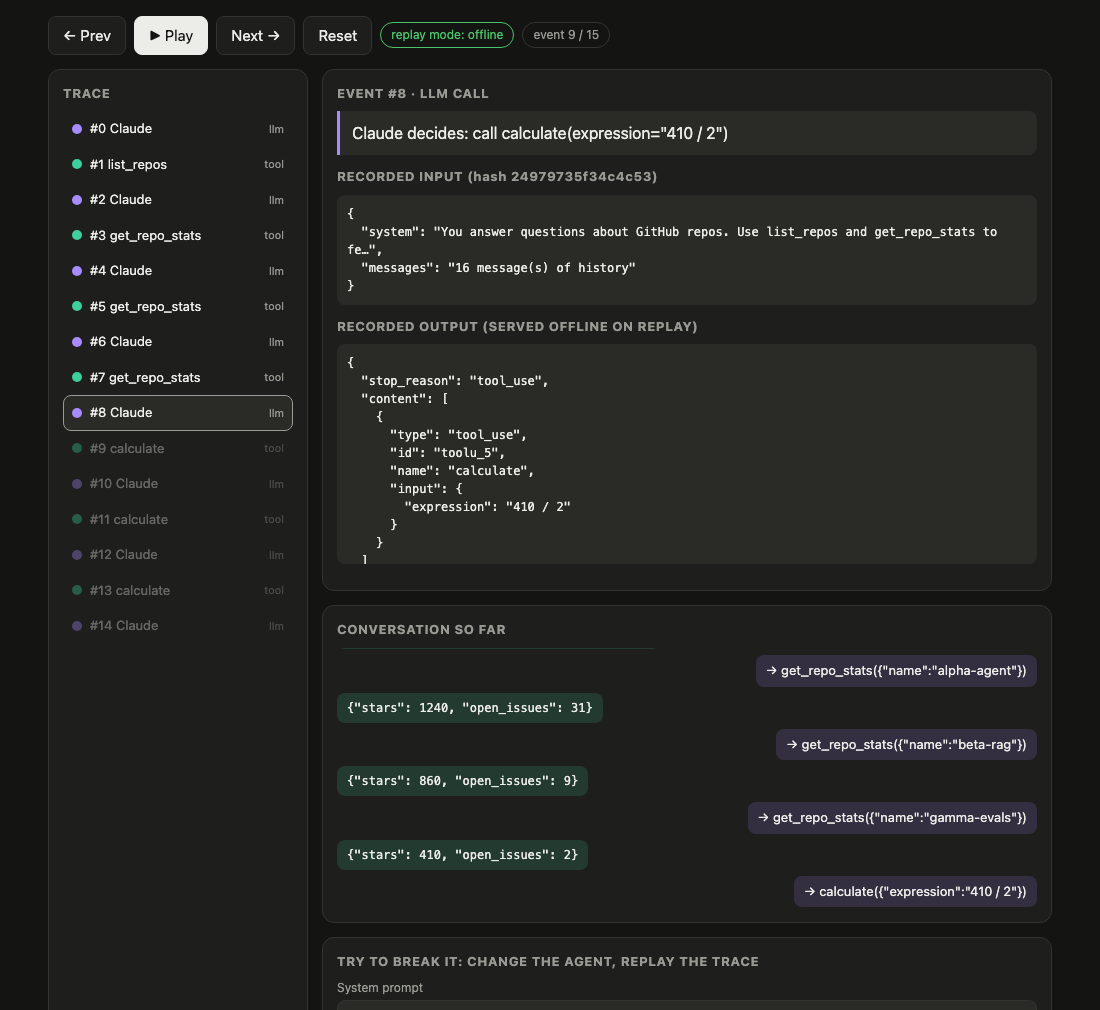 ← Prev
▶ Play
Next →
Reset
replay mode: offline
event 9 / 15
TRACE
#0 Claude llm
#1 list_repos tool
#2 Claude llm
#3 get_repo_stats tool
#4 Claude llm
#5 get_repo_stats tool
#6 Claude llm
#7 get_repo_stats tool
#8 Claude llm
#9 calculate tool
#10 Claude llm
#11 calculate tool
#12 Claude llm
#13 calculate tool
#14 Claude llm
EVENT #8 · LLM CALL
Claude decides: call calculate(expression="410 / 2")
RECORDED INPUT (hash 24979735f34c4c53)
{
  "system": "You answer questions about GitHub repos. Use list_repos and get_repo_stats to
fe…",
  "messages": "16 message(s) of history"
}
RECORDED OUTPUT (SERVED OFFLINE ON REPLAY)
{
  "stop_reason": "tool_use",
  "content": [
    {
      "type": "tool_use",
      "id": "toolu_5",
      "name": "calculate",
      "input": {
        "expression": "410 / 2"
      }
    }
  ]
CONVERSATION SO FAR
→ get_repo_stats({"name":"alpha-agent"})
{"stars": 1240, "open_issues": 31}
→ get_repo_stats({"name":"beta-rag"})
{"stars": 860, "open_issues": 9}
→ get_repo_stats({"name":"gamma-evals"})
{"stars": 410, "open_issues": 2}
→ calculate({"expression":"410 / 2"})
TRY TO BREAK IT: CHANGE THE AGENT, REPLAY THE TRACE
System prompt